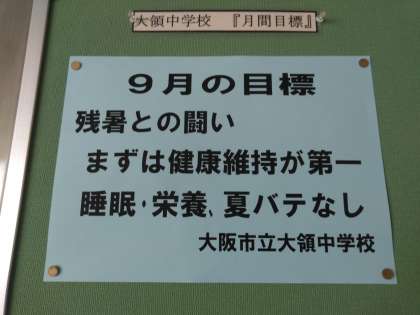 大領中学校 『月間目標』
９月の目標
残暑との闘い
まずは健康維持が第一
睡眠・栄養、夏バテなし
大阪市立大領中学校